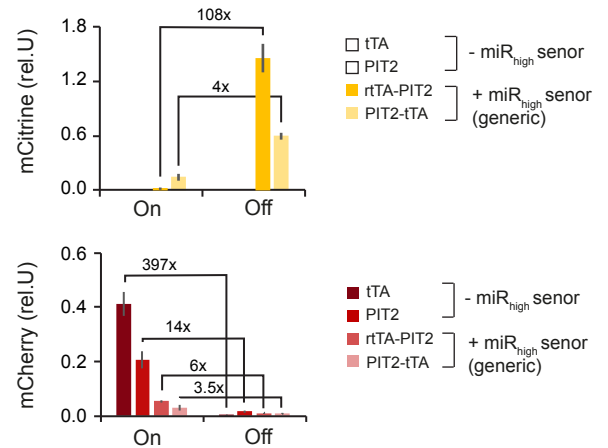 108x
1.8
1.2
0.6
0.0
mCitrine (rel.U)
4x
On
Off
tTA
PIT2
rtTA-PIT2
PIT2-tTA
- miRhigh senor
+ miRhigh senor
(generic)
0.6
0.4
0.2
0.0
mCherry (rel.U)
397x
14x
6x
3.5x
On
Off
tTA
PIT2
rtTA-PIT2
PIT2-tTA
- miRhigh senor
+ miRhigh senor
(generic)